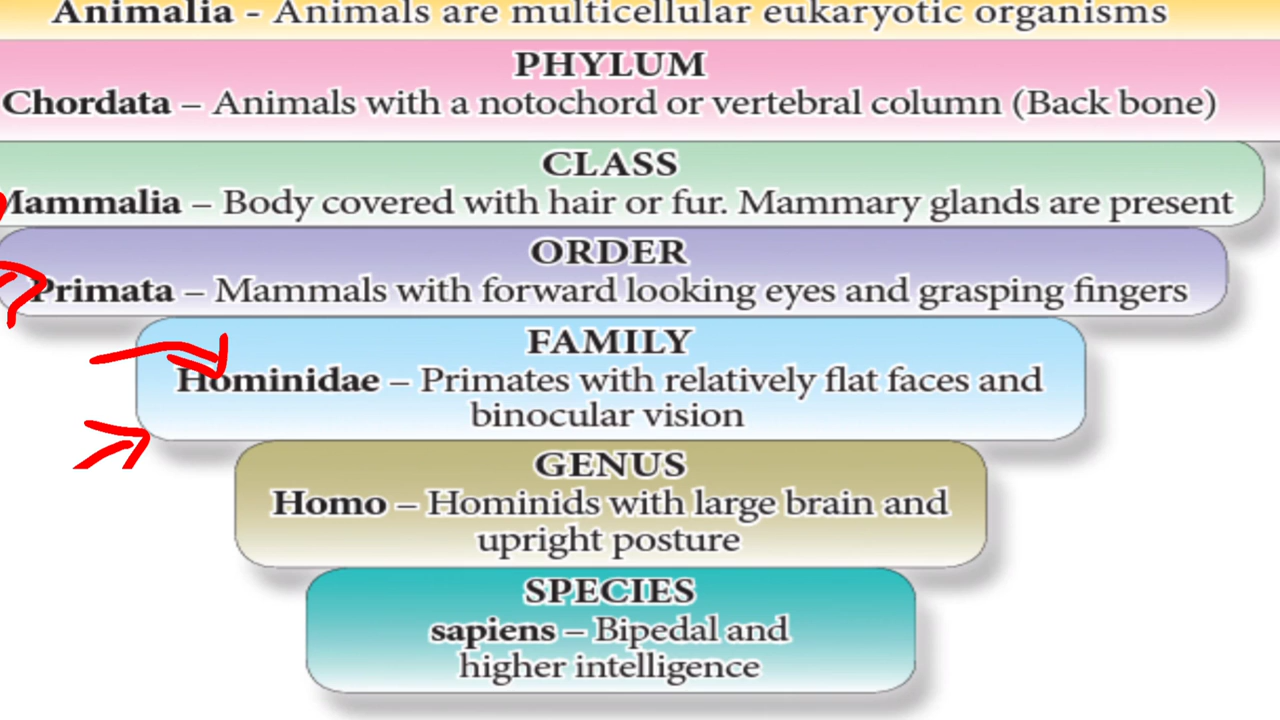 Animalia - Animals are multicellular eukaryotic organisms
PHYLUM
Chordata – Animals with a notochord or vertebral column (Back bone)
CLASS
Mammalia – Body covered with hair or fur. Mammary glands are present
ORDER
Primata – Mammals with forward looking eyes and grasping fingers
FAMILY
Hominidae – Primates with relatively flat faces and
binocular vision
GENUS
Homo – Hominids with large brain and
upright posture
SPECIES
sapiens – Bipedal and
higher intelligence